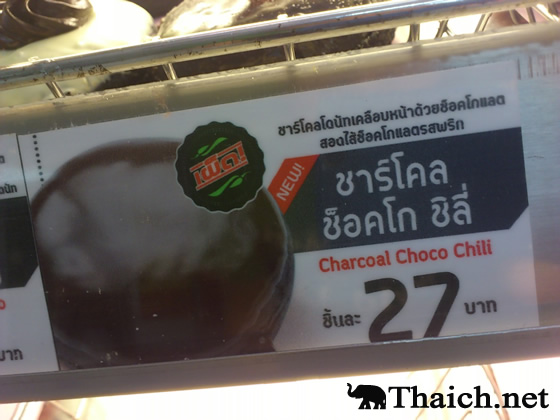 ชาร์โคลโดนัทเคลือบหน้าด้วยช็อคโกแลต
สอดไส้ช็อคโกแลตรสพริก
เผ็ด!
NEW!
ชาร์โคล
ช็อคโก ชิลี่
Charcoal Choco Chili
ชิ้นละ 27 บาท
Thaich.net